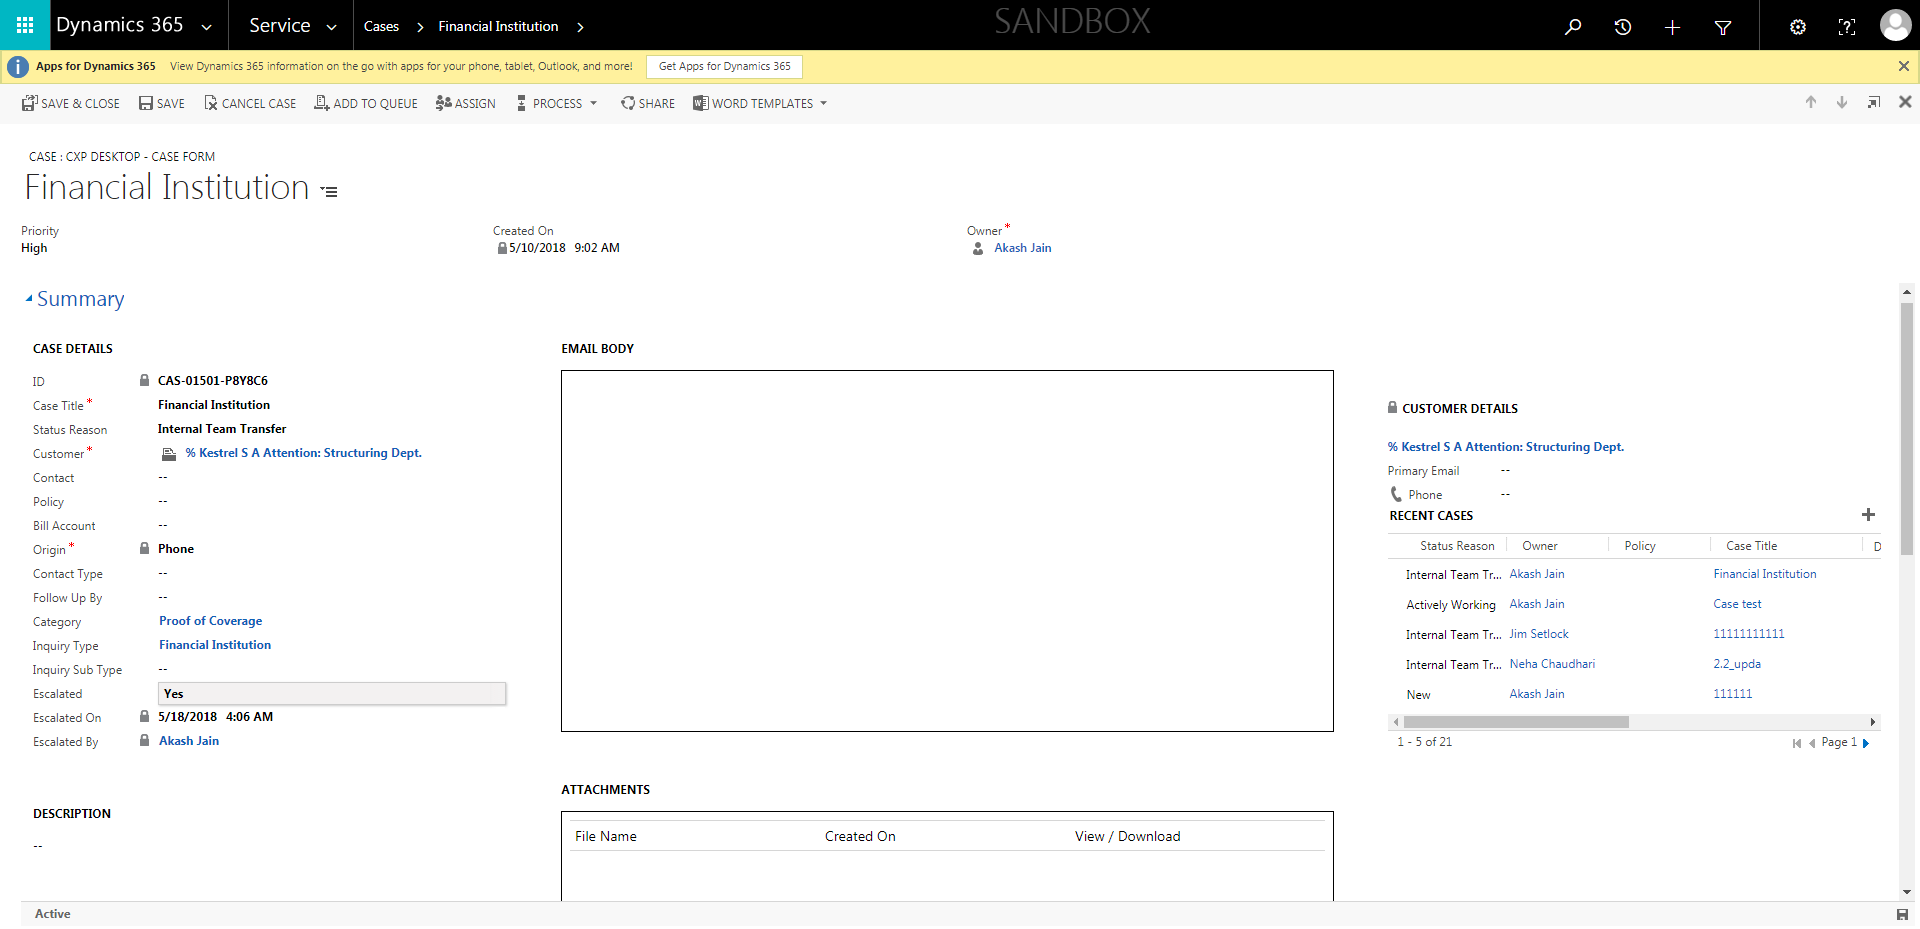 Dynamics 365 Service Cases Financial Institution SANDBOX
Apps for Dynamics 365 View Dynamics 365 information on the go with apps for your phone, tablet, Outlook, and more! Get Apps for Dynamics 365
SAVE & CLOSE SAVE CANCEL CASE ADD TO QUEUE ASSIGN PROCESS SHARE WORD TEMPLATES
CASE : CXP DESKTOP - CASE FORM
Financial Institution
Priority Created On Owner*
High 5/10/2018 9:02 AM Akash Jain
Summary
CASE DETAILS
ID CAS-01501-P8Y8C6
Case Title* Financial Institution
Status Reason Internal Team Transfer
Customer* % Kestrel S A Attention: Structuring Dept.
Contact --
Policy --
Bill Account --
Origin* Phone
Contact Type --
Follow Up By --
Category Proof of Coverage
Inquiry Type Financial Institution
Inquiry Sub Type --
Escalated Yes
Escalated On 5/18/2018 4:06 AM
Escalated By Akash Jain
DESCRIPTION
--
EMAIL BODY
ATTACHMENTS
File Name Created On View / Download
CUSTOMER DETAILS
% Kestrel S A Attention: Structuring Dept.
Primary Email --
Phone --
RECENT CASES
Status Reason Owner Policy Case Title D
Internal Team Tr... Akash Jain Financial Institution
Actively Working Akash Jain Case test
Internal Team Tr... Jim Setlock 11111111111
Internal Team Tr... Neha Chaudhari 2.2_upda
New Akash Jain 111111
1 - 5 of 21 Page 1
Active